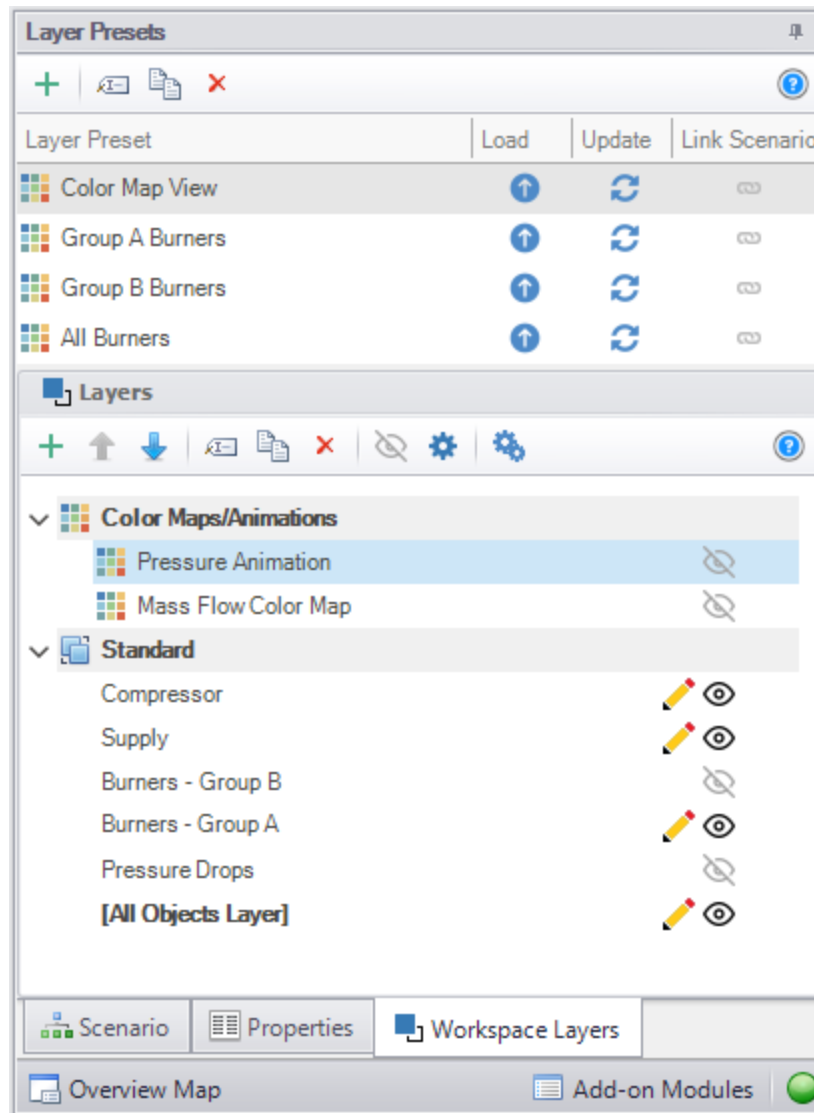 Layer Presets
Layer Preset Load Update Link Scenario
Color Map View
Group A Burners
Group B Burners
All Burners
Layers
Color Maps/Animations
Pressure Animation
Mass Flow Color Map
Standard
Compressor
Supply
Burners - Group B
Burners - Group A
Pressure Drops
[All Objects Layer]
Scenario Properties Workspace Layers
Overview Map Add-on Modules